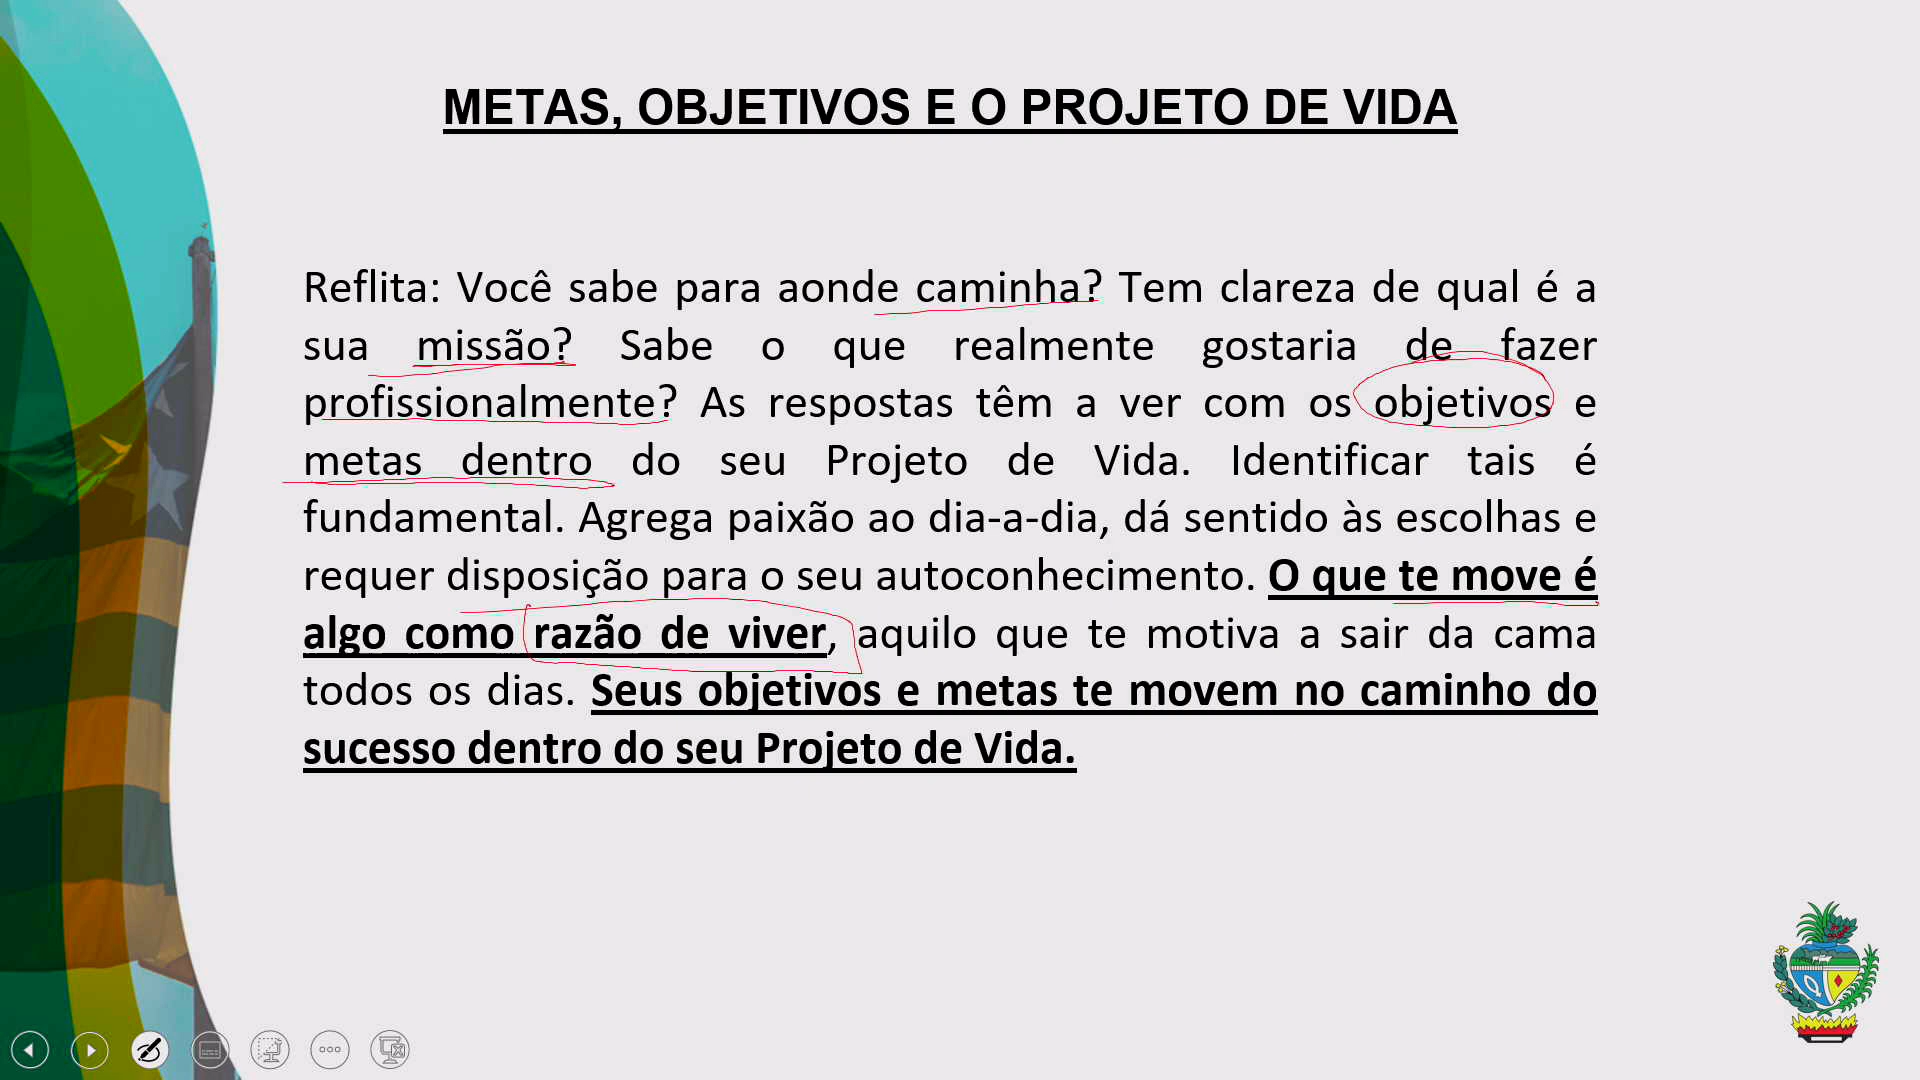 METAS, OBJETIVOS E O PROJETO DE VIDA
Reflita: Você sabe para aonde caminha? Tem clareza de qual é a
sua missão? Sabe o que realmente gostaria de fazer
profissionalmente? As respostas têm a ver com os objetivos e
metas dentro do seu Projeto de Vida. Identificar tais é
fundamental. Agrega paixão ao dia-a-dia, dá sentido às escolhas e
requer disposição para o seu autoconhecimento. O que te move é
algo como razão de viver, aquilo que te motiva a sair da cama
todos os dias. Seus objetivos e metas te movem no caminho do
sucesso dentro do seu Projeto de Vida.